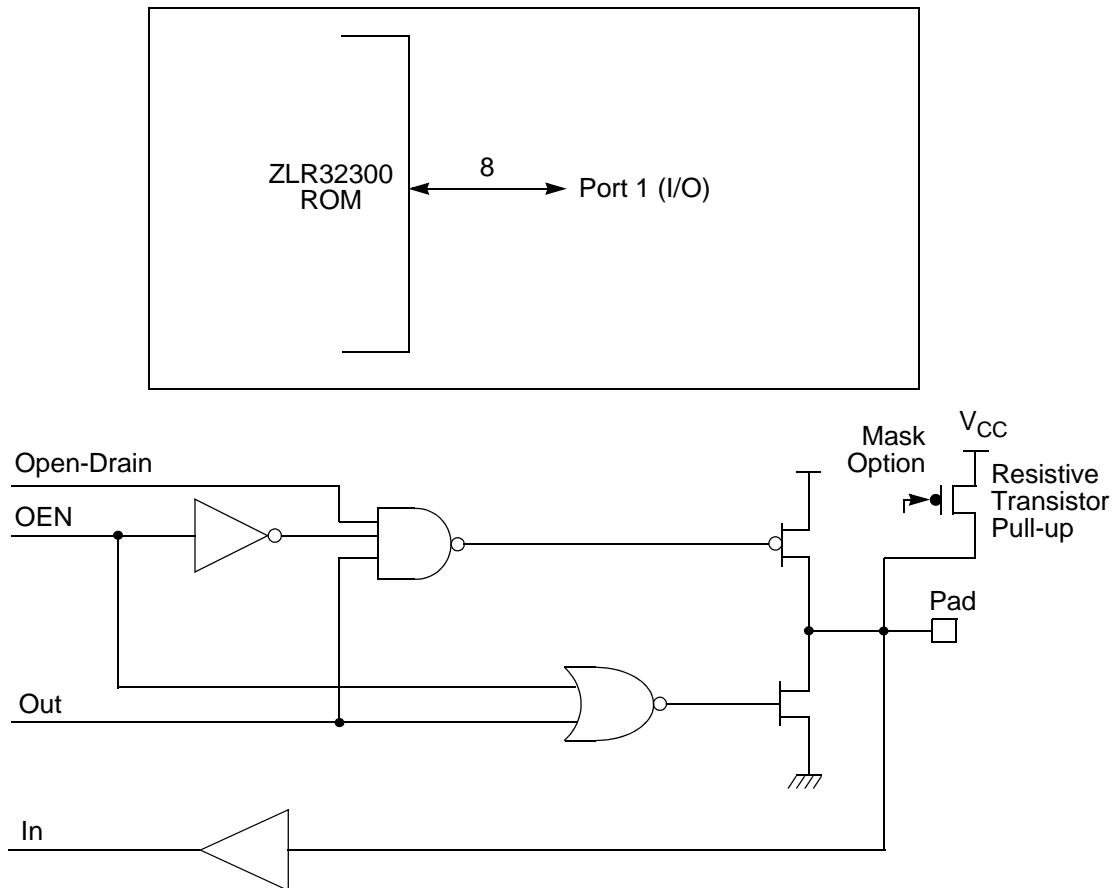 ZLR32300
ROM
8
Port 1 (I/O)
Open-Drain
OEN
Out
In
Mask
Option
VCC
Resistive
Transistor
Pull-up
Pad